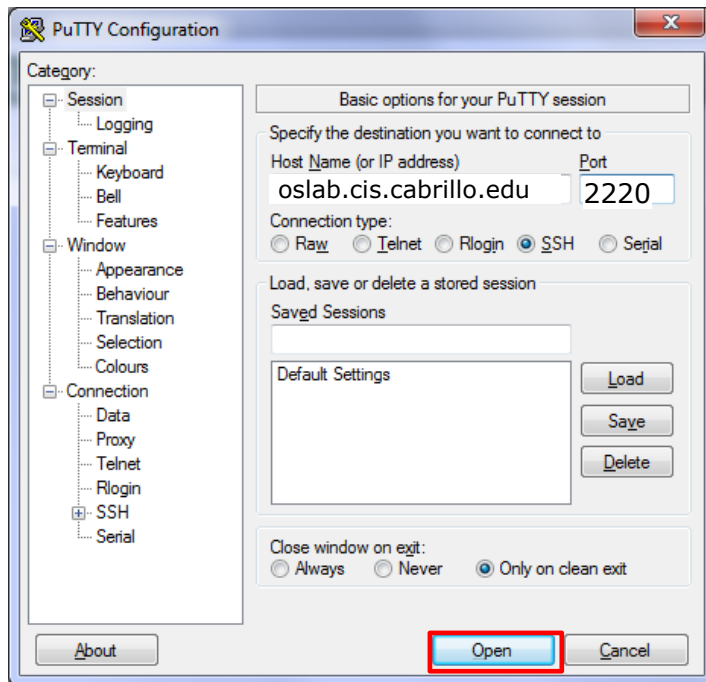 PuTTY Configuration
Category:
Session
Logging
Terminal
Keyboard
Bell
Features
Window
Appearance
Behaviour
Translation
Selection
Colours
Connection
Data
Proxy
Telnet
Rlogin
SSH
Serial
Basic options for your PuTTY session
Specify the destination you want to connect to
Host Name (or IP address) Port
oslab.cis.cabrillo.edu 2220
Connection type:
Raw Telnet Rlogin SSH Serial
Load, save or delete a stored session
Saved Sessions
Default Settings
Load
Save
Delete
Close window on exit:
Always Never Only on clean exit
About Open Cancel